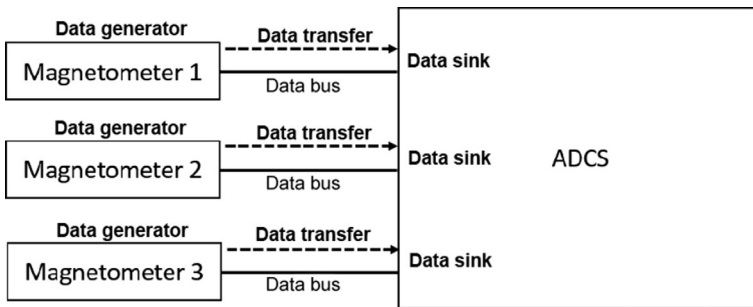 Data generator
Data transfer
Magnetometer 1
Data sink
Data bus
Data generator
Data transfer
Magnetometer 2
Data sink
ADCS
Data bus
Data generator
Data transfer
Magnetometer 3
Data sink
Data bus